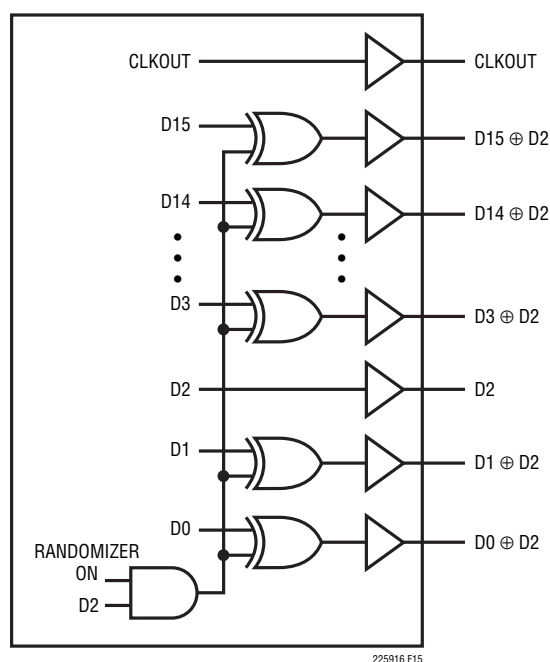 CLKOUT CLKOUT
D15 D15 ⊕ D2
D14 D14 ⊕ D2
D3 D3 ⊕ D2
D2 D2
D1 D1 ⊕ D2
D0 D0 ⊕ D2
RANDOMIZER
ON
D2
225916 F15